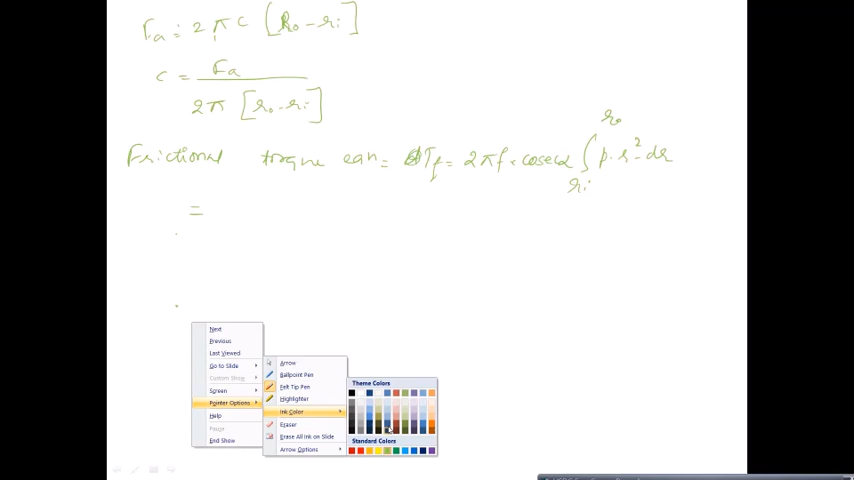 Fa = 2πc [Ro − ri]
c = Fa / 2π [ro − ri]
Frictional torque ean = Tf = 2πf · cosecα ∫ri^ro p·r² dr
=
Next
Previous
Last Viewed
Go to Slide
Custom Show
Screen
Pointer Options
Help
Pause
End Show
Arrow
Ballpoint Pen
Felt Tip Pen
Highlighter
Ink Color
Eraser
Erase All Ink on Slide
Arrow Options
Theme Colors
Standard Colors